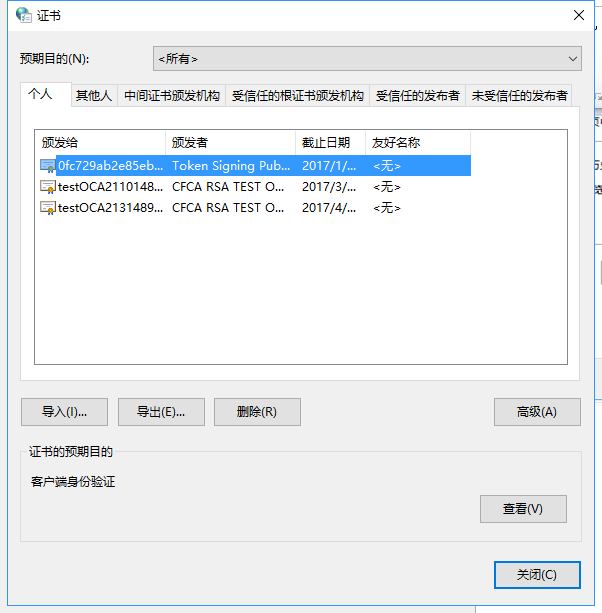 证书
预期目的(N):
<所有>
个人 其他人 中间证书颁发机构 受信任的根证书颁发机构 受信任的发布者 未受信任的发布者
颁发给 颁发者 截止日期 友好名称
0fc729ab2e85eb... Token Signing Pub... 2017/1/... <无>
testOCA2110148... CFCA RSA TEST O... 2017/3/... <无>
testOCA2131489... CFCA RSA TEST O... 2017/4/... <无>
导入(I)... 导出(E)... 删除(R) 高级(A)
证书的预期目的
客户端身份验证
查看(V)
关闭(C)